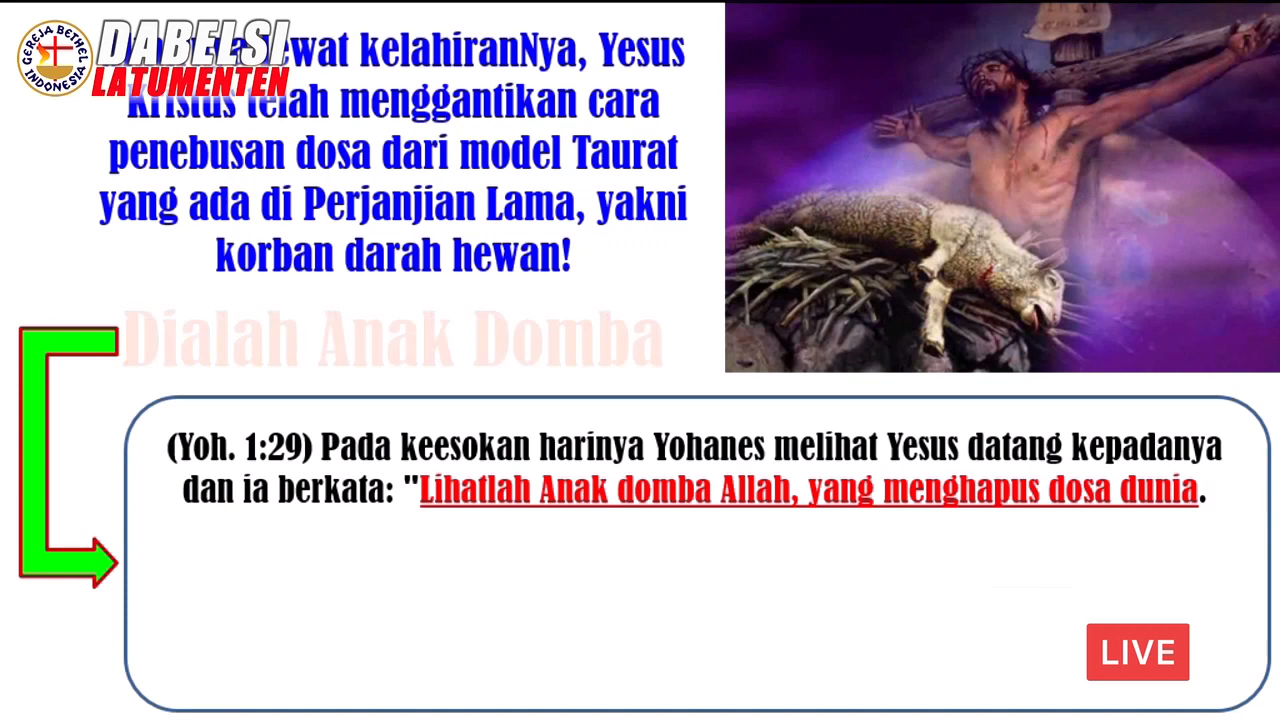 GEREJA BETHEL INDONESIA
DABELSI
LATUMENTEN
kelahiranNya, Yesus
Kristus telah menggantikan cara
penebusan dosa dari model Taurat
yang ada di Perjanjian Lama, yakni
korban darah hewan!
Dialah Anak Domba
(Yoh. 1:29) Pada keesokan harinya Yohanes melihat Yesus datang kepadanya
dan ia berkata: "Lihatlah Anak domba Allah, yang menghapus dosa dunia.
LIVE